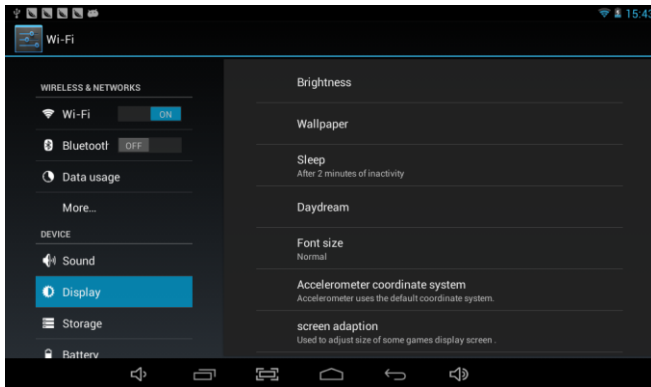 15:43
Wi-Fi
WIRELESS & NETWORKS
Wi-Fi ON
Bluetooth OFF
Data usage
More...
DEVICE
Sound
Display
Storage
Battery
Brightness
Wallpaper
Sleep
After 2 minutes of inactivity
Daydream
Font size
Normal
Accelerometer coordinate system
Accelerometer uses the default coordinate system.
screen adaption
Used to adjust size of some games display screen .